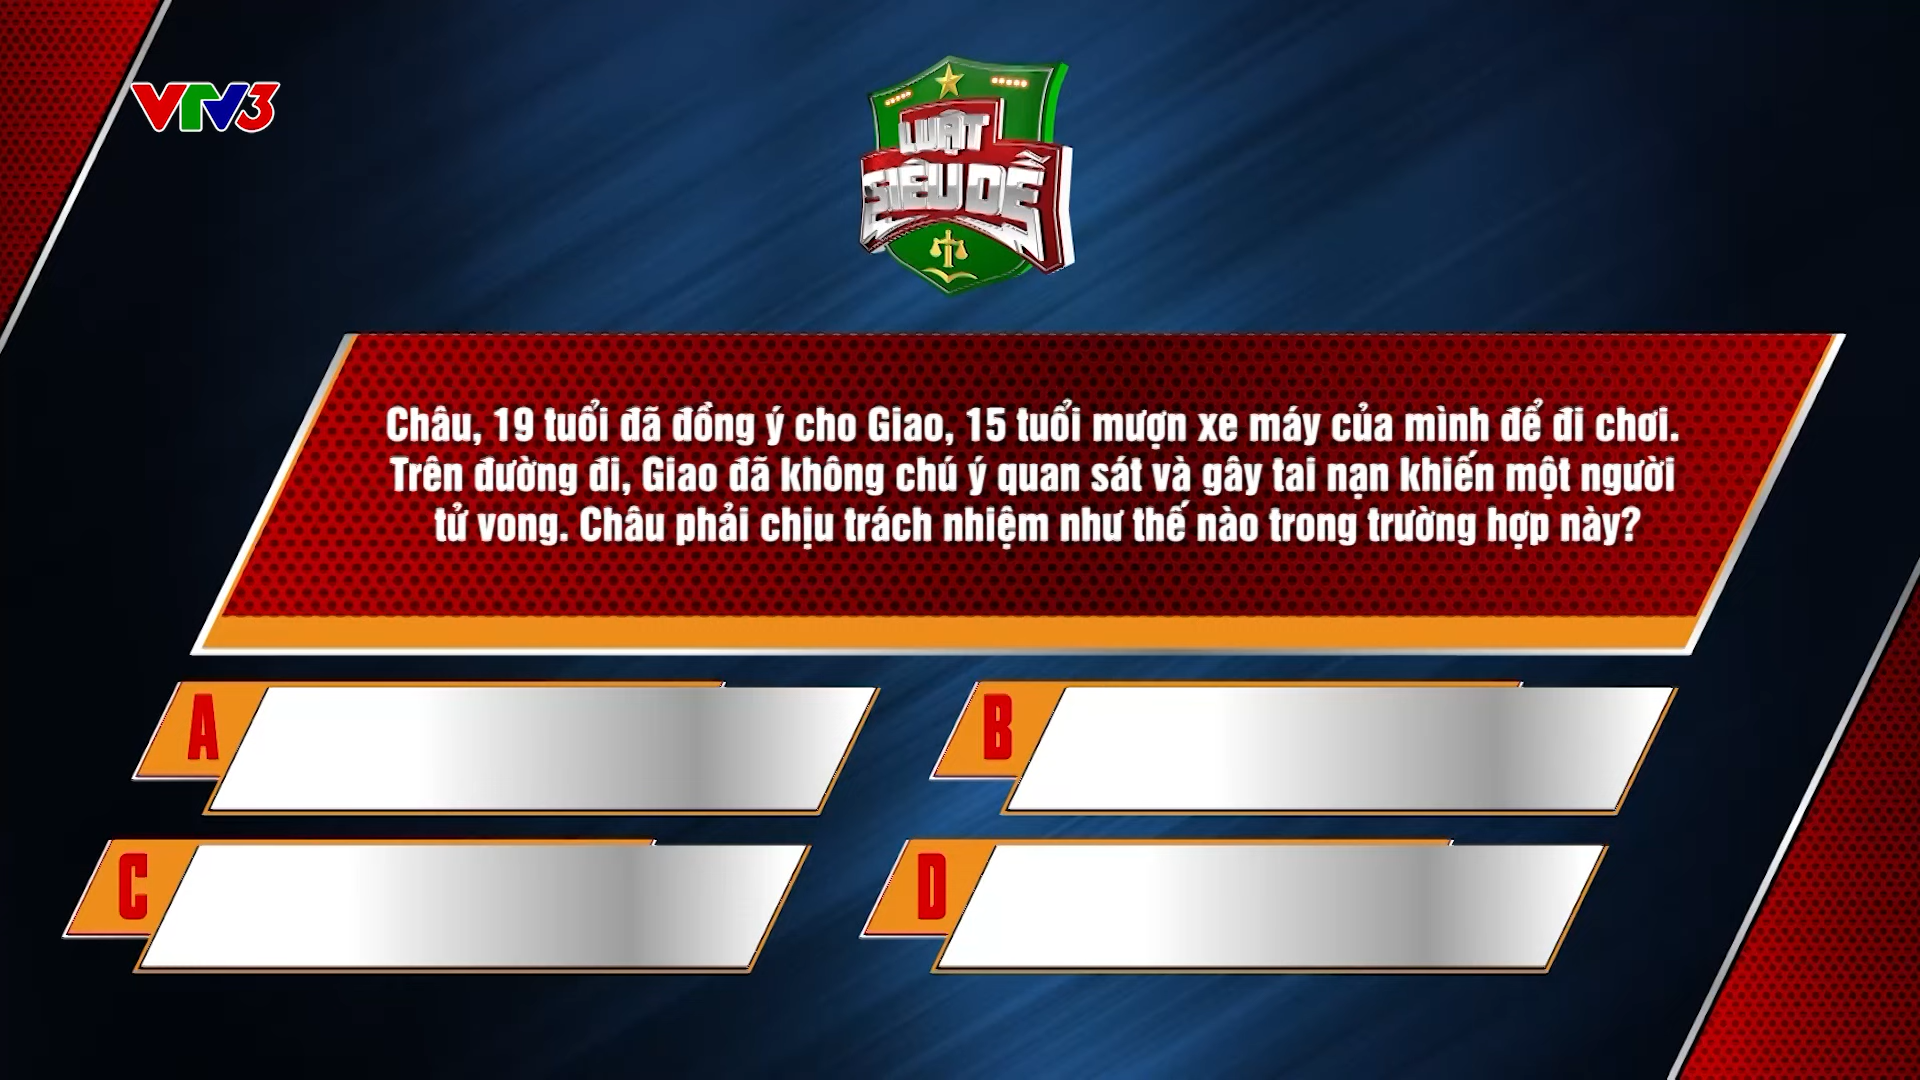 VTV3
LUẬT
SIÊU DỄ
Châu, 19 tuổi đã đồng ý cho Giao, 15 tuổi mượn xe máy của mình để đi chơi.
Trên đường đi, Giao đã không chú ý quan sát và gây tai nạn khiến một người
tử vong. Châu phải chịu trách nhiệm như thế nào trong trường hợp này?
A
B
C
D